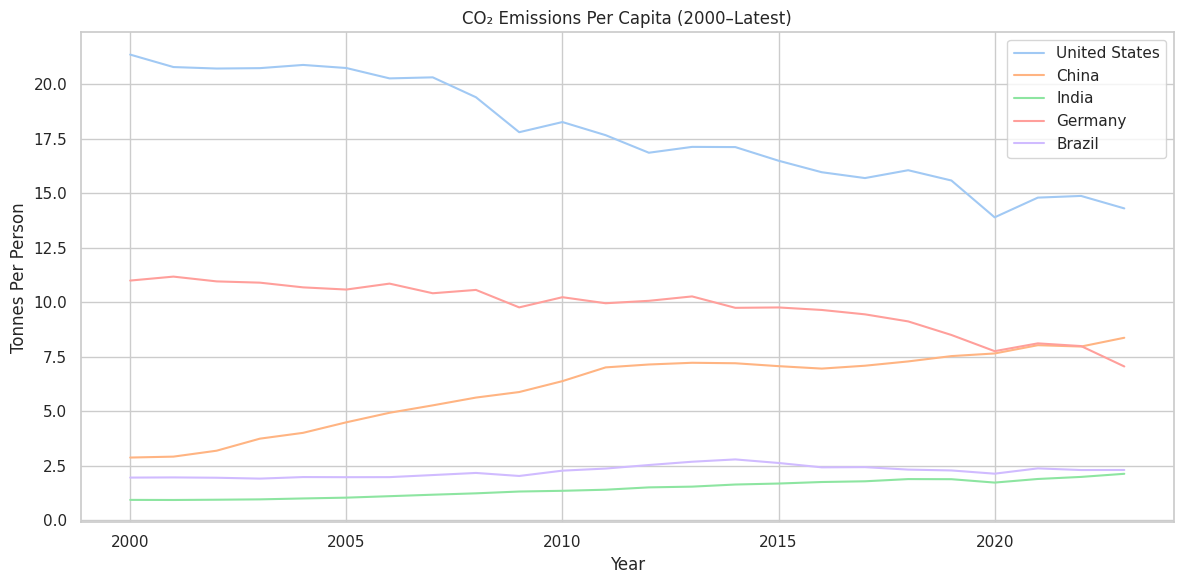 CO₂ Emissions Per Capita (2000–Latest)
United States
China
India
Germany
Brazil
Tonnes Per Person
20.0
17.5
15.0
12.5
10.0
7.5
5.0
2.5
0.0
2000
2005
2010
2015
2020
Year